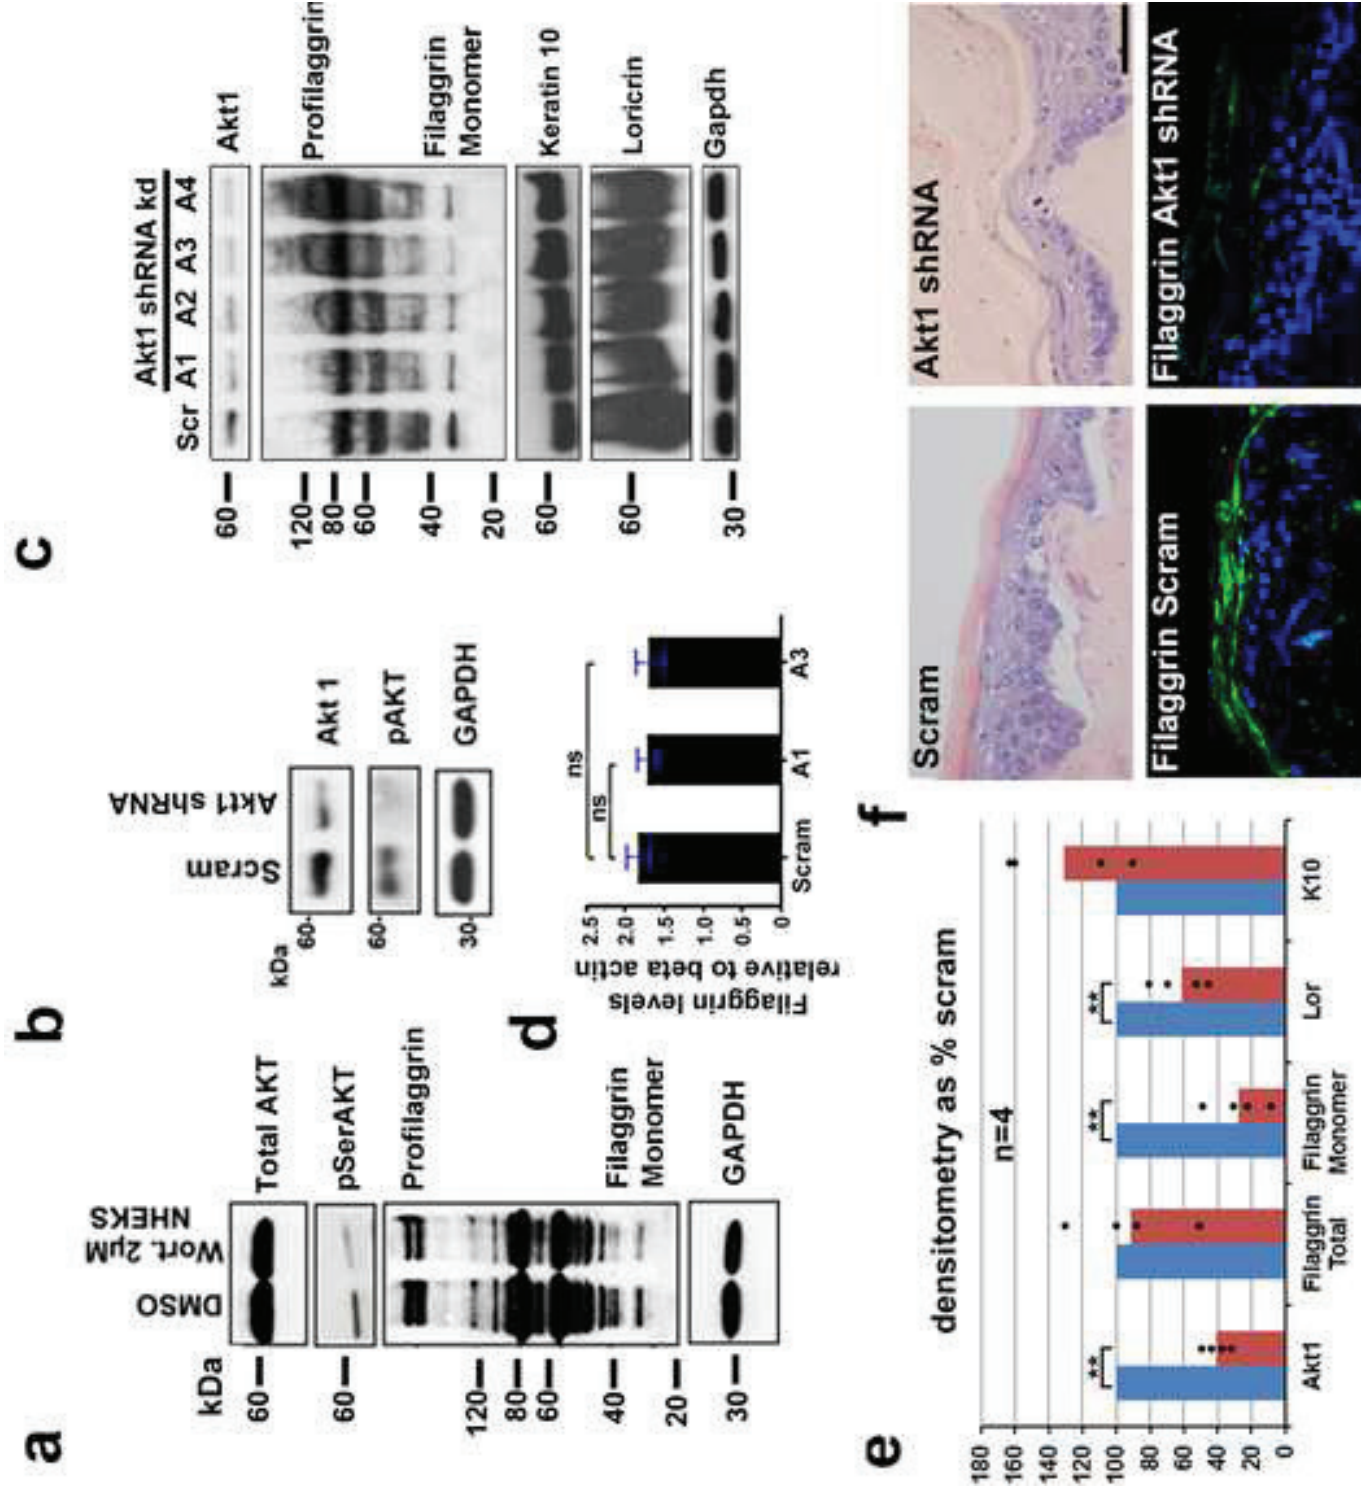 a
kDa
DMSO
Wort. 2µM
NHEKS
60
Total AKT
60
pSerAKT
120
80
60
40
20
Profilaggrin
Filaggrin
Monomer
30
GAPDH
b
kDa
Scram
Akt1 shRNA
60-
Akt 1
60-
pAKT
30-
GAPDH
c
Akt1 shRNA kd
Scr A1 A2 A3 A4
60
Akt1
120
80
60
40
20
Profilaggrin
Filaggrin
Monomer
60
Keratin 10
60
Loricrin
30
Gapdh
d
Filaggrin levels
relative to beta actin
2.5
2.0
1.5
1.0
0.5
0
ns
ns
Scram A1 A3
e
densitometry as % scram
n=4
180
160
140
120
100
80
60
40
20
0
** ** **
Akt1
Filaggrin
Total
Filaggrin
Monomer
Lor
K10
f
Scram
Akt1 shRNA
Filaggrin Scram
Filaggrin Akt1 shRNA